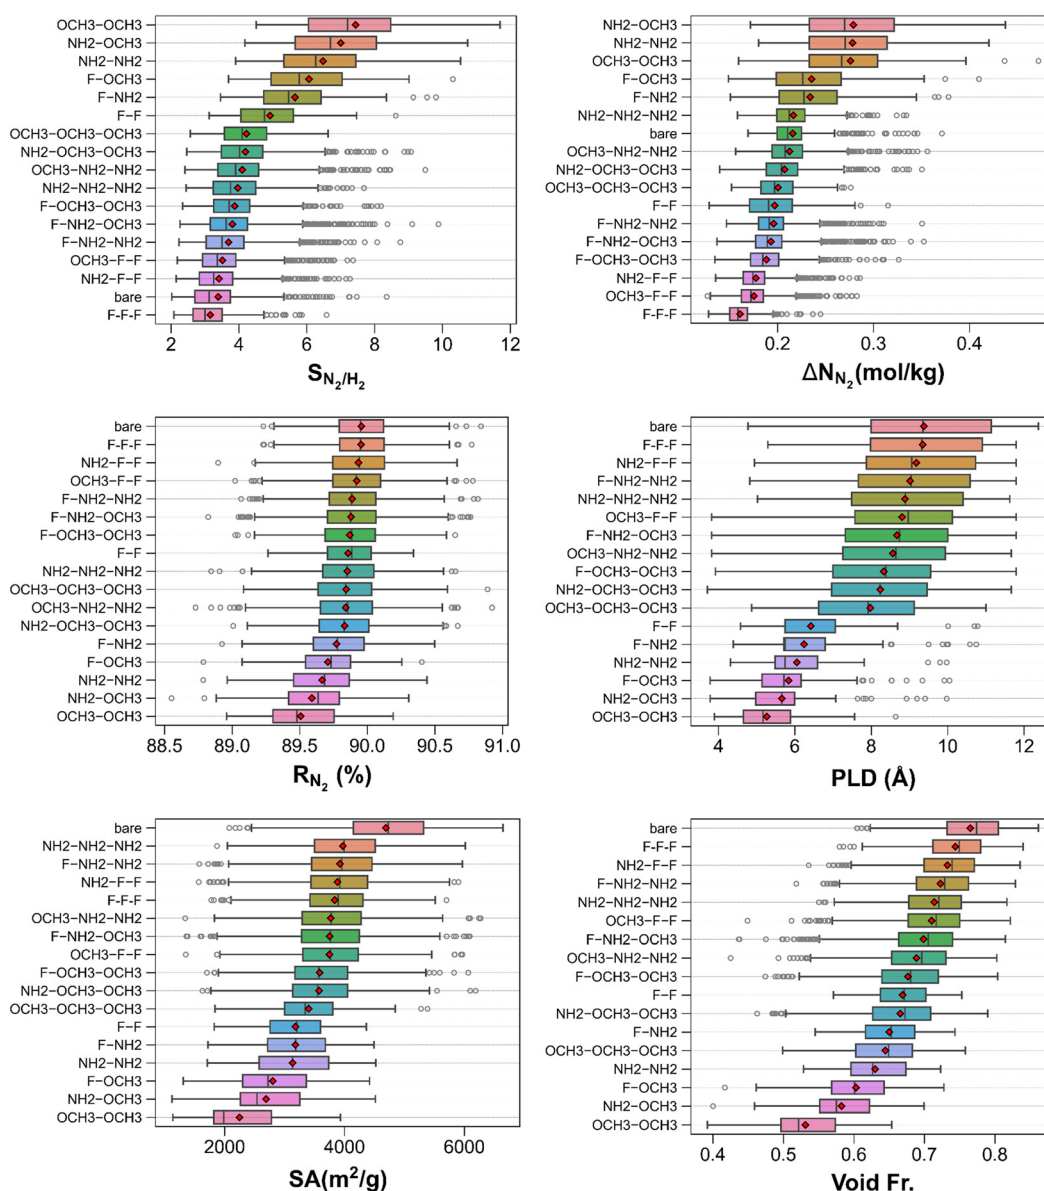 OCH3-OCH3
NH2-OCH3
NH2-NH2
F-OCH3
F-NH2
F-F
OCH3-OCH3-OCH3
NH2-OCH3-OCH3
OCH3-NH2-NH2
NH2-NH2-NH2
F-OCH3-OCH3
F-NH2-OCH3
F-NH2-NH2
OCH3-F-F
NH2-F-F
bare
F-F-F
2 4 6 8 10 12
S_N2/H2
NH2-OCH3
NH2-NH2
OCH3-OCH3
F-OCH3
F-NH2
NH2-NH2-NH2
bare
OCH3-NH2-NH2
NH2-OCH3-OCH3
OCH3-OCH3-OCH3
F-F
F-NH2-NH2
F-NH2-OCH3
F-OCH3-OCH3
NH2-F-F
OCH3-F-F
F-F-F
0.2 0.3 0.4
ΔN_N2(mol/kg)
bare
F-F-F
NH2-F-F
OCH3-F-F
F-NH2-NH2
F-NH2-OCH3
F-OCH3-OCH3
F-F
NH2-NH2-NH2
OCH3-OCH3-OCH3
OCH3-NH2-NH2
NH2-OCH3-OCH3
F-NH2
F-OCH3
NH2-NH2
NH2-OCH3
OCH3-OCH3
88.5 89.0 89.5 90.0 90.5 91.0
R_N2 (%)
bare
F-F-F
NH2-F-F
F-NH2-NH2
NH2-NH2-NH2
OCH3-F-F
F-NH2-OCH3
OCH3-NH2-NH2
F-OCH3-OCH3
NH2-OCH3-OCH3
OCH3-OCH3-OCH3
F-F
F-NH2
NH2-NH2
F-OCH3
NH2-OCH3
OCH3-OCH3
4 6 8 10 12
PLD (Å)
bare
NH2-NH2-NH2
F-NH2-NH2
NH2-F-F
F-F-F
OCH3-NH2-NH2
F-NH2-OCH3
OCH3-F-F
F-OCH3-OCH3
NH2-OCH3-OCH3
OCH3-OCH3-OCH3
F-F
F-NH2
NH2-NH2
F-OCH3
NH2-OCH3
OCH3-OCH3
2000 4000 6000
SA(m²/g)
bare
F-F-F
NH2-F-F
F-NH2-NH2
NH2-NH2-NH2
OCH3-F-F
F-NH2-OCH3
OCH3-NH2-NH2
F-OCH3-OCH3
F-F
NH2-OCH3-OCH3
F-NH2
OCH3-OCH3-OCH3
NH2-NH2
F-OCH3
NH2-OCH3
OCH3-OCH3
0.4 0.5 0.6 0.7 0.8
Void Fr.